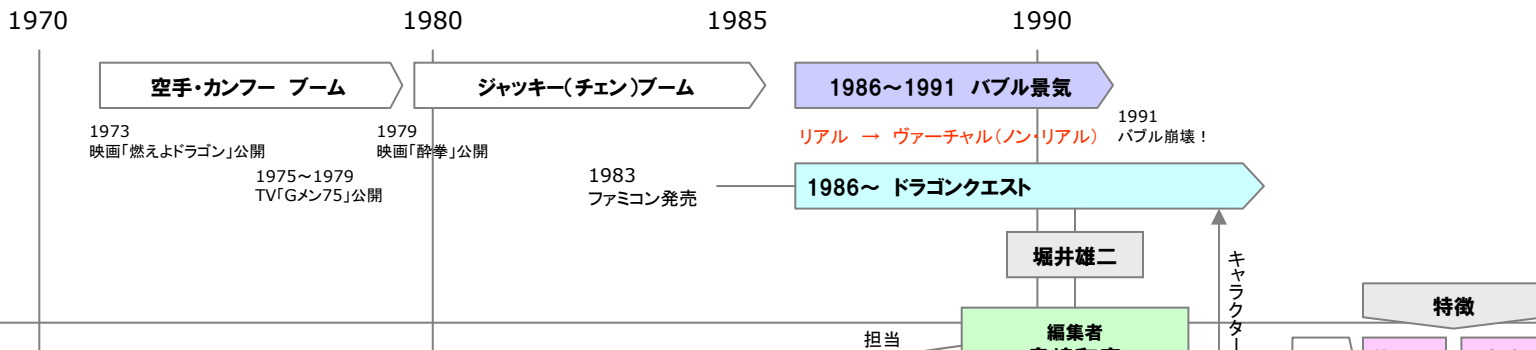 1970
1980
1985
1990
空手・カンフー ブーム
ジャッキー(チェン)ブーム
1986～1991 バブル景気
1973
映画「燃えよドラゴン」公開
1979
映画「酔拳」公開
リアル → ヴァーチャル(ノン・リアル)
1991
バブル崩壊！
1975～1979
TV「Gメン75」公開
1983
ファミコン発売
1986～ ドラゴンクエスト
堀井雄二
キャラクター
特徴
担当
編集者